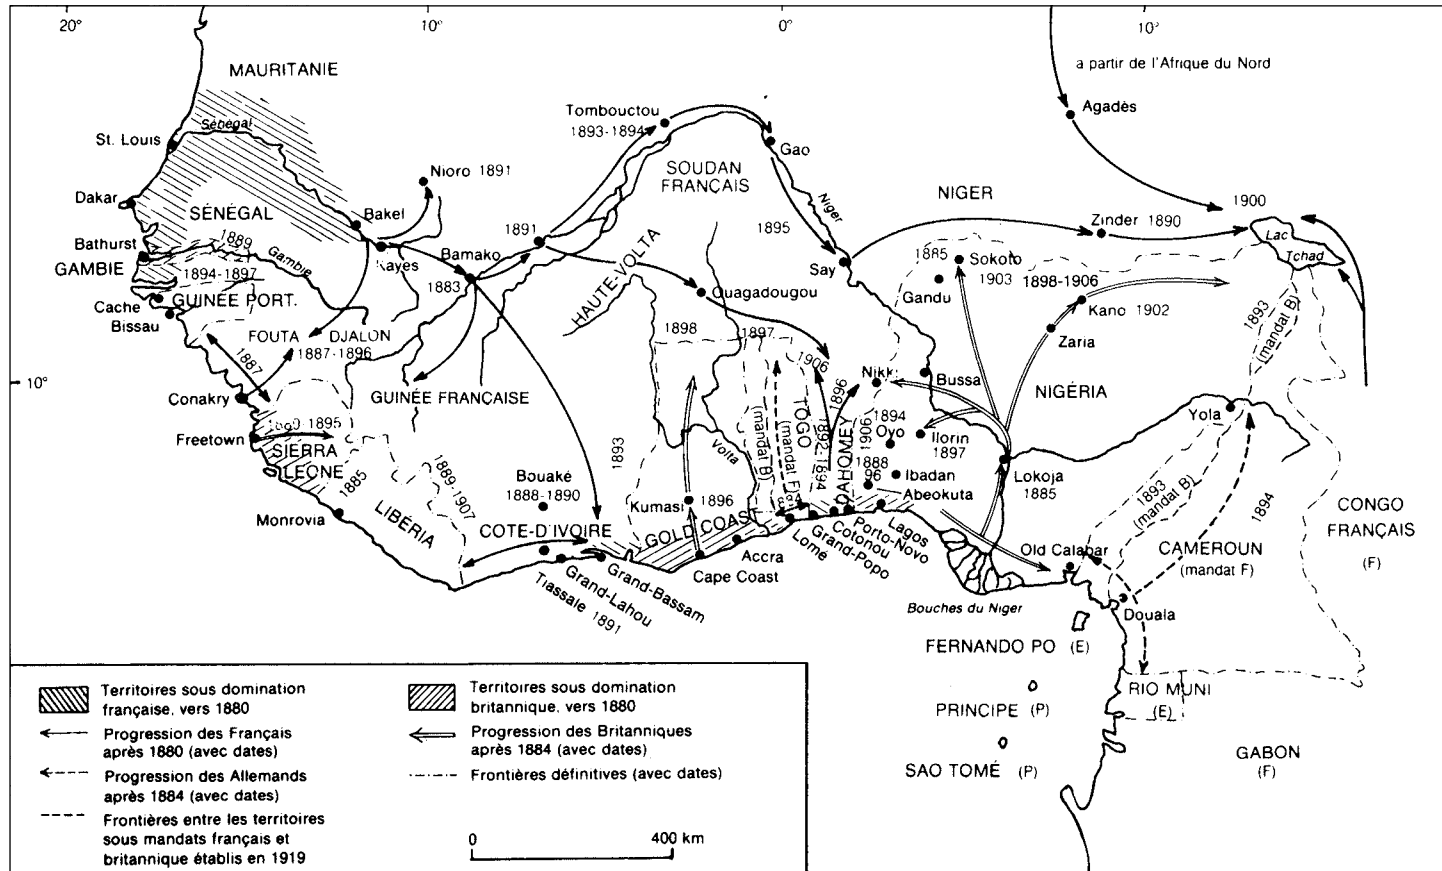 20°
10°
0°
10°
MAURITANIE
à partir de l'Afrique du Nord
Agadès
Tombouctou
1893-1894
St. Louis
Sénégal
Gao
Nioro 1891
SOUDAN
FRANÇAIS
Dakar
SÉNÉGAL
Bakel
NIGER
1900
Niger
Zinder 1890
1891
1895
Bathurst
1889
Gambie
Kayes
Bamako
1883
Lac
Tchad
GAMBIE
1894-1897
Say
1885
Sokoto
1903
1898-1906
HAUTE-VOLTA
GUINÉE PORT.
Gandu
Ouagadougou
Kano 1902
Cache
Bissau
FOUTA DJALON
1887-1896
1898
1897
Zaria
1893
(mandat B)
1887
1906
10°
Nikki
Bussa
NIGÉRIA
Conakry
GUINÉE FRANÇAISE
1896
Yola
1894
TOGO
(mandat F)
(mandat B)
1892-1894
DAHOMEY
1906
Oyo
Ilorin
1897
Freetown
-1895
SIERRA
LEONE
1885
1889-1907
1893
Volta
1888
96
Ibadan
Abeokuta
Lokoja
1885
Bouaké
1888-1890
Kumasi
1896
1893
(mandat B)
1894
CONGO
FRANÇAIS
(F)
Monrovia
LIBÉRIA
COTE-D'IVOIRE
GOLD COAST
Lagos
Porto-Novo
Cotonou
Grand-Popo
Lomé
Accra
Cape Coast
Old Calabar
CAMEROUN
(mandat F)
Grand-Bassam
Grand-Lahou
Tiassale 1891
Bouches du Niger
Douala
FERNANDO PO (E)
RIO MUNI
(E)
PRINCIPE (P)
SAO TOMÉ (P)
GABON
(F)
Territoires sous domination
française, vers 1880
Progression des Français
après 1880 (avec dates)
Progression des Allemands
après 1884 (avec dates)
Frontières entre les territoires
sous mandats français et
britannique établis en 1919
Territoires sous domination
britannique, vers 1880
Progression des Britanniques
après 1884 (avec dates)
Frontières définitives (avec dates)
0 400 km